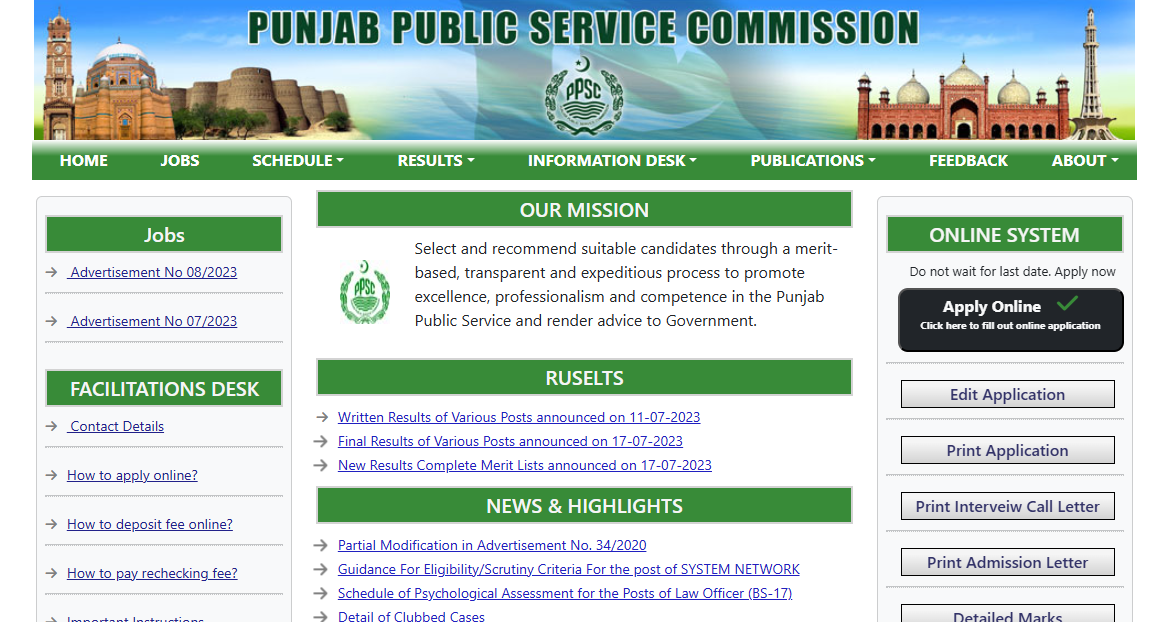 PUNJAB PUBLIC SERVICE COMMISSION
PPSC
HOME JOBS SCHEDULE RESULTS INFORMATION DESK PUBLICATIONS FEEDBACK ABOUT
Jobs
Advertisement No 08/2023
Advertisement No 07/2023
FACILITATIONS DESK
Contact Details
How to apply online?
How to deposit fee online?
How to pay rechecking fee?
Important Instructions
OUR MISSION
PPSC
Select and recommend suitable candidates through a merit-
based, transparent and expeditious process to promote
excellence, professionalism and competence in the Punjab
Public Service and render advice to Government.
RUSELTS
Written Results of Various Posts announced on 11-07-2023
Final Results of Various Posts announced on 17-07-2023
New Results Complete Merit Lists announced on 17-07-2023
NEWS & HIGHLIGHTS
Partial Modification in Advertisement No. 34/2020
Guidance For Eligibility/Scrutiny Criteria For the post of SYSTEM NETWORK
Schedule of Psychological Assessment for the Posts of Law Officer (BS-17)
Detail of Clubbed Cases
ONLINE SYSTEM
Do not wait for last date. Apply now
Apply Online
Click here to fill out online application
Edit Application
Print Application
Print Interveiw Call Letter
Print Admission Letter
Detailed Marks